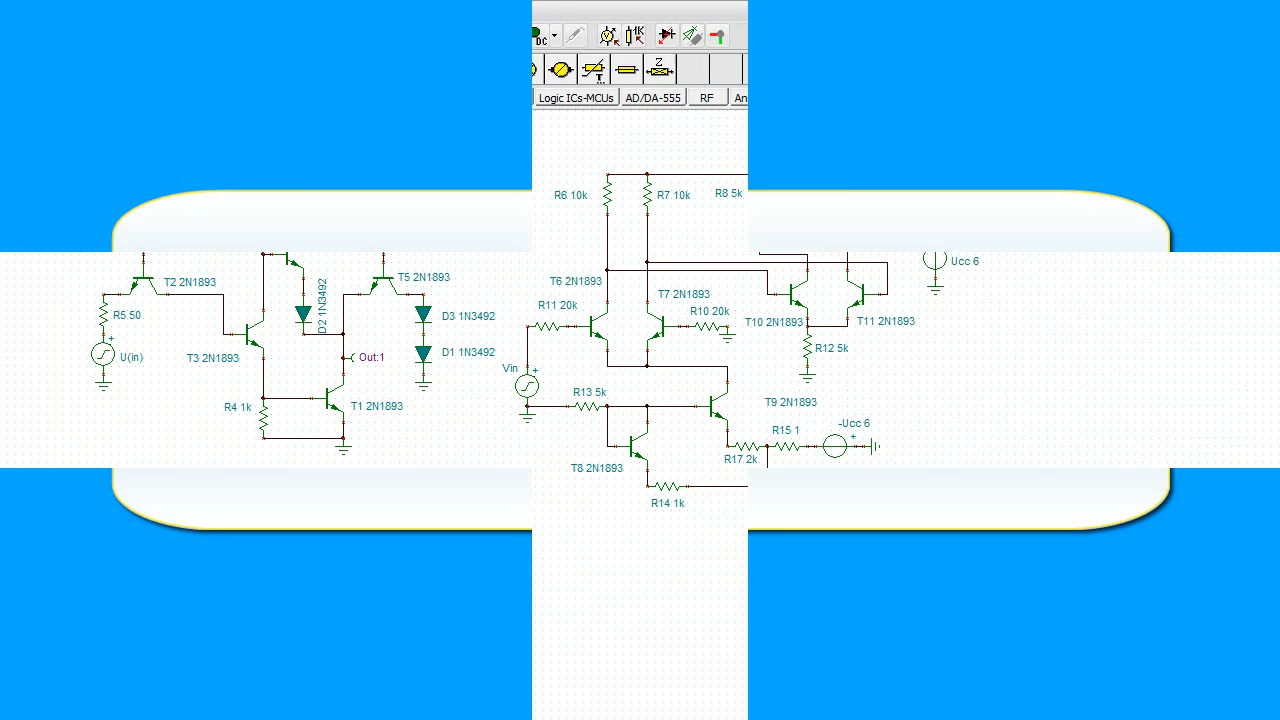 DC
1K
T
Z
Logic ICs-MCUs
AD/DA-555
RF
An
R6 10k
R7 10k
R8 5k
T2 2N1893
T5 2N1893
T6 2N1893
Ucc 6
R5 50
D2 1N3492
D3 1N3492
R11 20k
T7 2N1893
R10 20k
T10 2N1893
T11 2N1893
+
U(in)
T3 2N1893
Out:1
D1 1N3492
R12 5k
Vin
+
R13 5k
R4 1k
T1 2N1893
T9 2N1893
-Ucc 6
+
R15 1
T8 2N1893
R17 2k
R14 1k